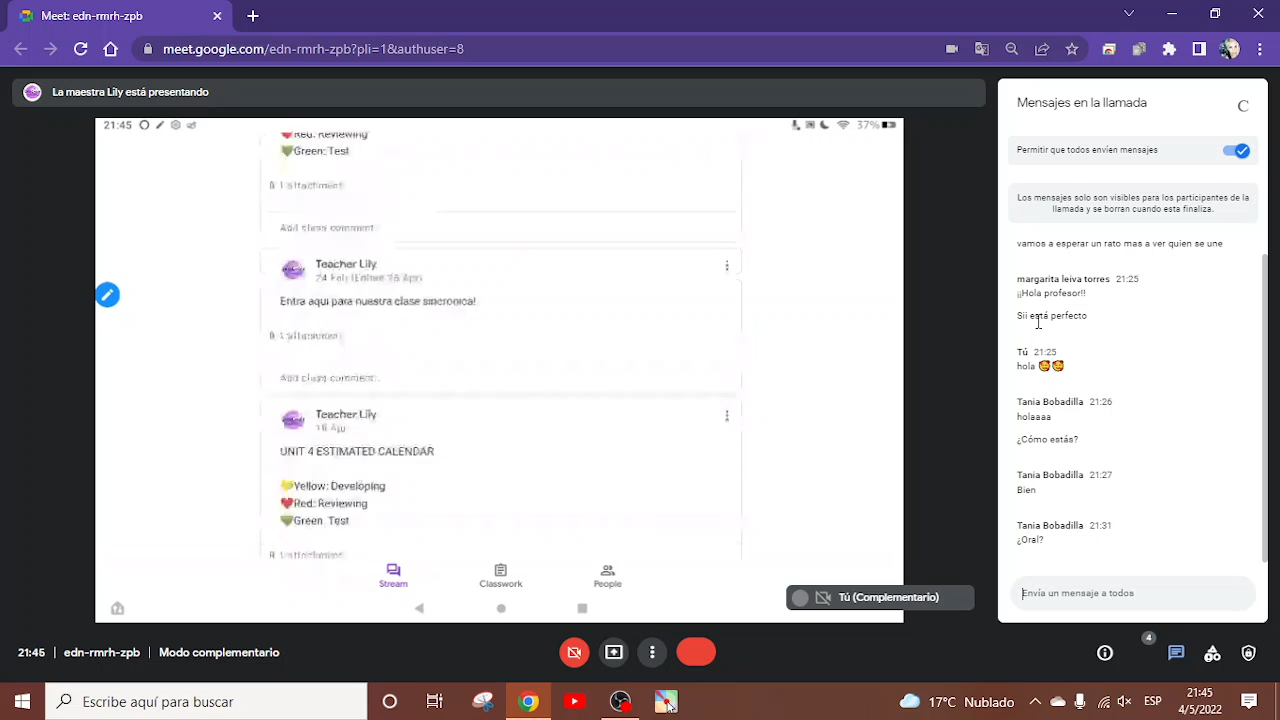 Meet: edn-rmrh-zpb
meet.google.com/edn-rmrh-zpb?pli=1&authuser=8
La maestra Lily está presentando
21:45
37%
Red: Reviewing
Green: Test
1 attachment
Add class comment
Teacher Lily
Entra aqui para nuestra clase sincronica!
Add class comment
Teacher Lily
UNIT 4 ESTIMATED CALENDAR
Yellow: Developing
Red: Reviewing
Green: Test
Stream
Classwork
People
Tú (Complementario)
Mensajes en la llamada
C
Permitir que todos envíen mensajes
Los mensajes solo son visibles para los participantes de la
llamada y se borran cuando esta finaliza.
vamos a esperar un rato mas a ver quien se une
margarita leiva torres 21:25
¡¡Hola profesor!!
Sii está perfecto
Tú 21:25
hola
Tania Bobadilla 21:26
holaaaa
¿Cómo estás?
Tania Bobadilla 21:27
Bien
Tania Bobadilla 21:31
¿Oral?
Envía un mensaje a todos
21:45 | edn-rmrh-zpb | Modo complementario
4
Escribe aquí para buscar
17°C Nublado
ESP
21:45
4/5/2022